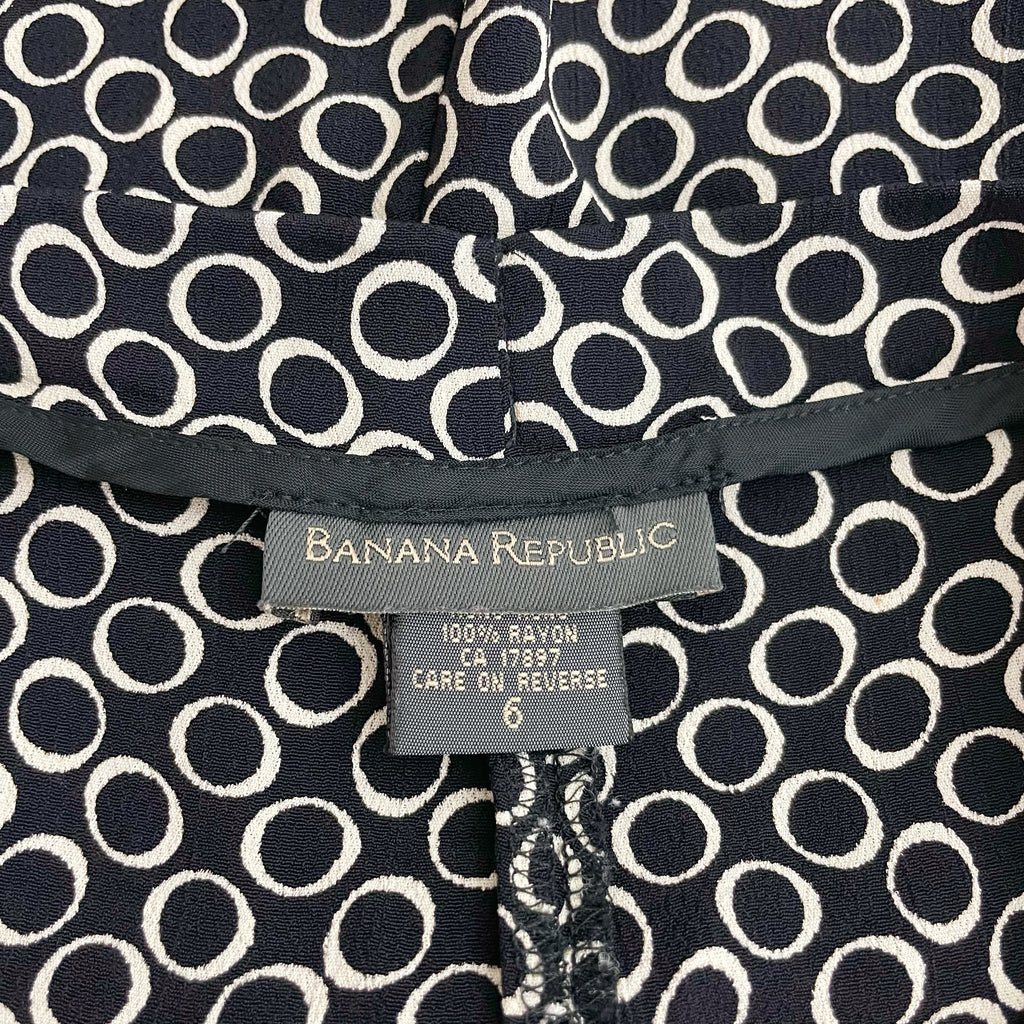 BANANA REPUBLIC
100% RAYON
CA 17897
CARE ON REVERSE
6